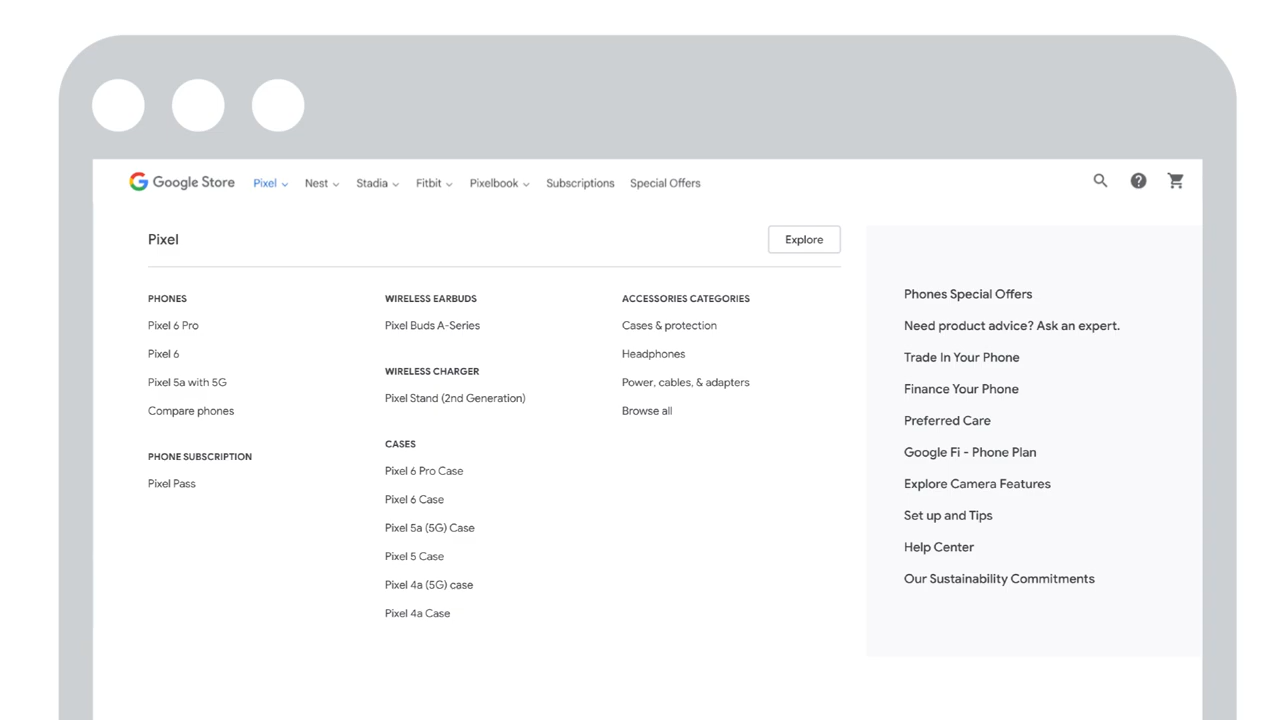 Google Store Pixel Nest Stadia Fitbit Pixelbook Subscriptions Special Offers
Pixel
Explore
PHONES
Pixel 6 Pro
Pixel 6
Pixel 5a with 5G
Compare phones
PHONE SUBSCRIPTION
Pixel Pass
WIRELESS EARBUDS
Pixel Buds A-Series
WIRELESS CHARGER
Pixel Stand (2nd Generation)
CASES
Pixel 6 Pro Case
Pixel 6 Case
Pixel 5a (5G) Case
Pixel 5 Case
Pixel 4a (5G) case
Pixel 4a Case
ACCESSORIES CATEGORIES
Cases & protection
Headphones
Power, cables, & adapters
Browse all
Phones Special Offers
Need product advice? Ask an expert.
Trade In Your Phone
Finance Your Phone
Preferred Care
Google Fi - Phone Plan
Explore Camera Features
Set up and Tips
Help Center
Our Sustainability Commitments